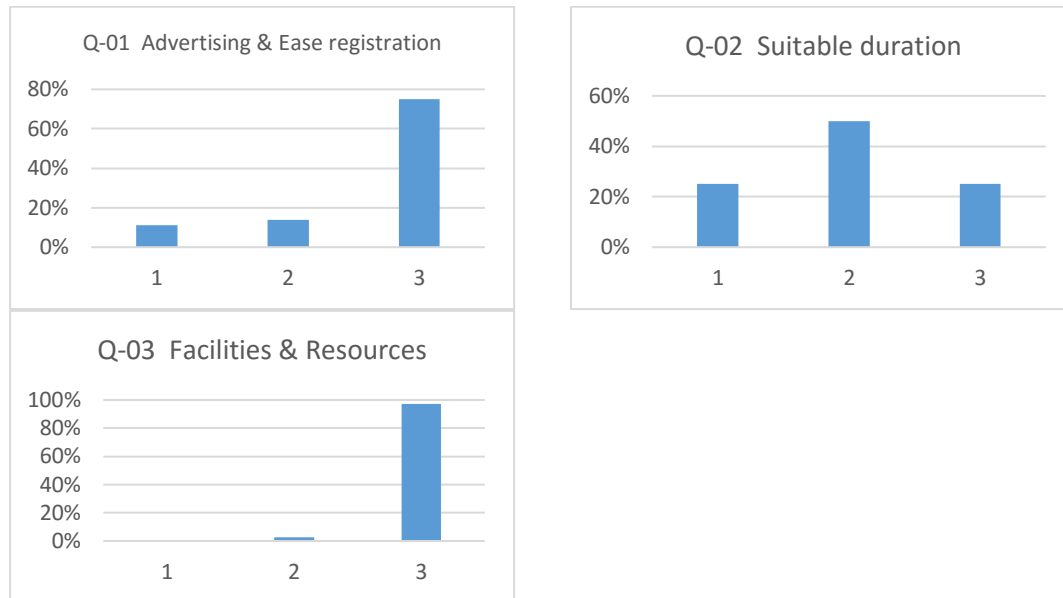 Q-01 Advertising & Ease registration
80%
60%
40%
20%
0%
1 2 3
Q-02 Suitable duration
60%
40%
20%
0%
1 2 3
Q-03 Facilities & Resources
100%
80%
60%
40%
20%
0%
1 2 3